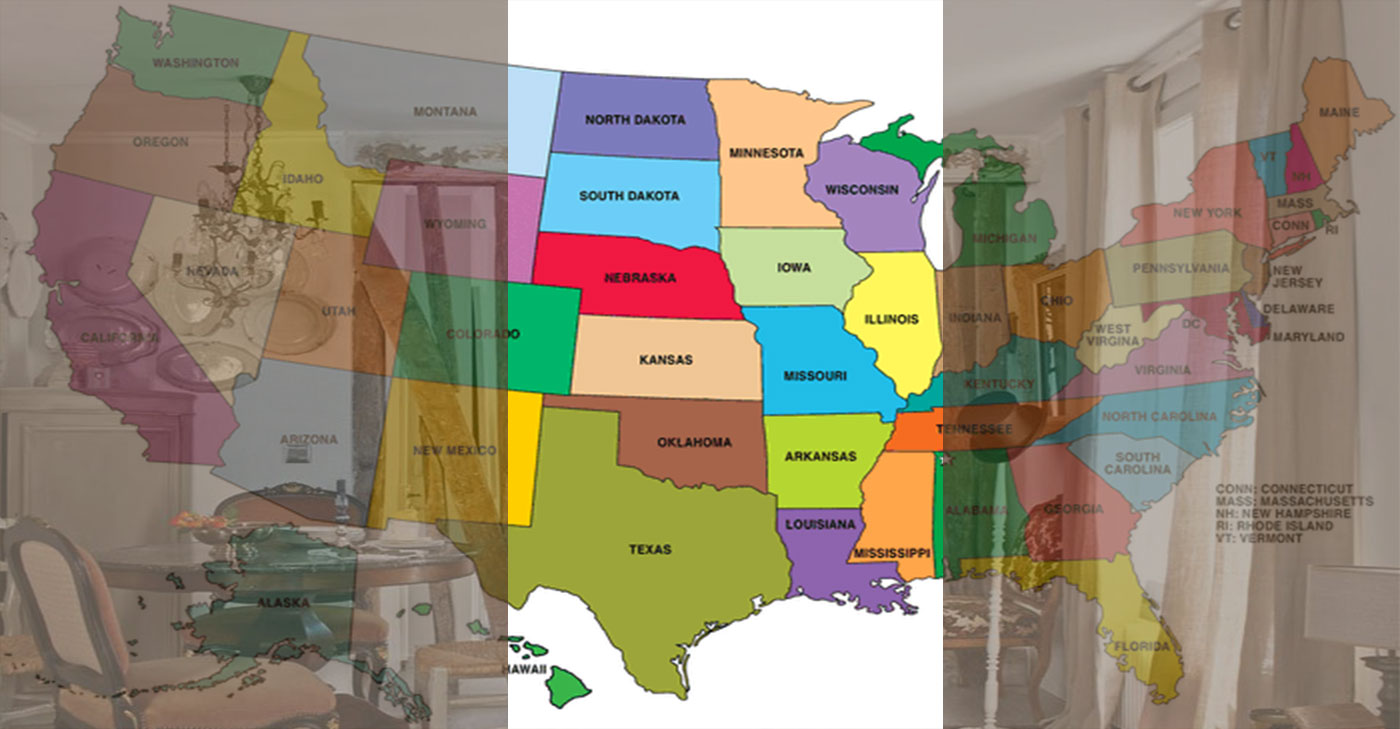 WASHINGTON
OREGON
IDAHO
MONTANA
WYOMING
NEVADA
UTAH
CALIFORNIA
COLORADO
ARIZONA
NEW MEXICO
ALASKA
HAWAII
NORTH DAKOTA
SOUTH DAKOTA
NEBRASKA
KANSAS
OKLAHOMA
TEXAS
MINNESOTA
IOWA
MISSOURI
ARKANSAS
LOUISIANA
WISCONSIN
ILLINOIS
MISSISSIPPI
MICHIGAN
INDIANA
OHIO
KENTUCKY
TENNESSEE
ALABAMA
GEORGIA
FLORIDA
SOUTH
CAROLINA
NORTH CAROLINA
VIRGINIA
WEST
VIRGINA
DC
PENNSYLVANIA
NEW YORK
VT
NH
MAINE
MASS
CONN
RI
NEW
JERSEY
DELAWARE
MARYLAND
CONN: CONNECTICUT
MASS: MASSACHUSETTS
NH: NEW HAMPSHIRE
RI: RHODE ISLAND
VT: VERMONT